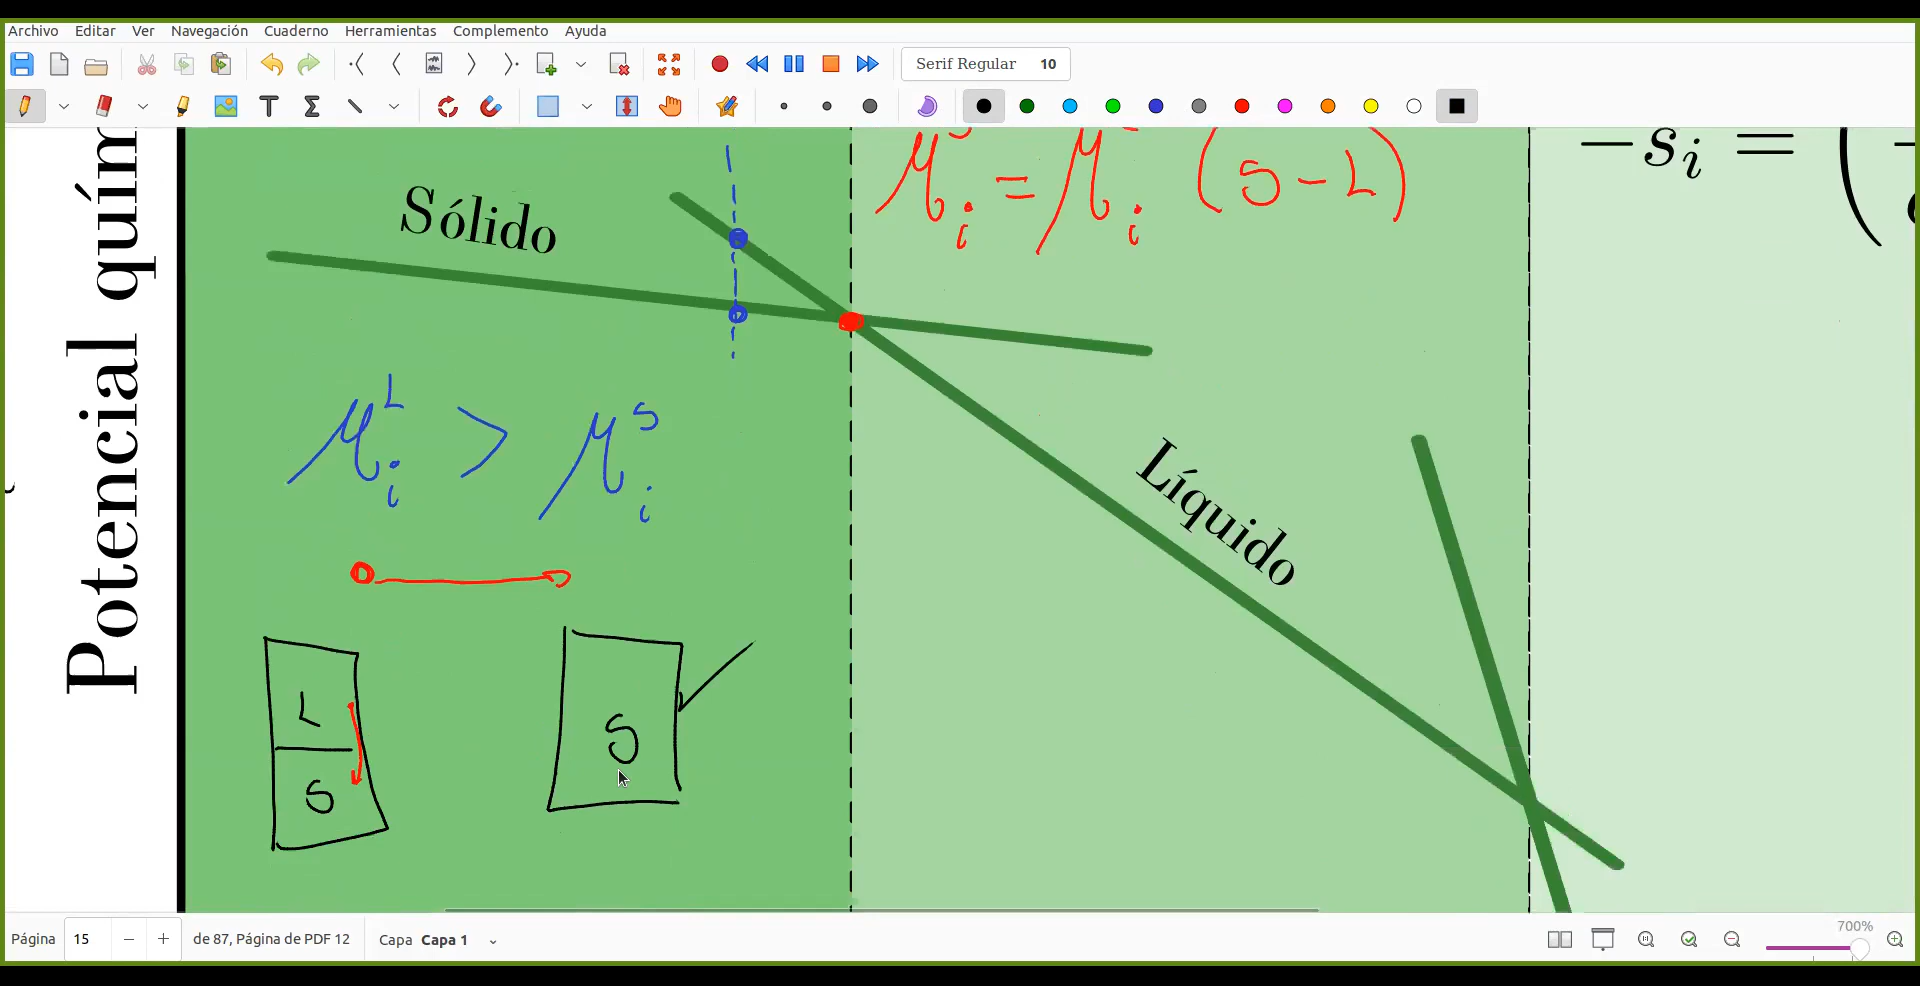 Archivo Editar Ver Navegación Cuaderno Herramientas Complemento Ayuda
Serif Regular 10
Potencial quím
Sólido
μ_i = μ_i (S-L)
-s_i = (
μ_i^L > μ_i^S
Líquido
L
S
S
Página 15 de 87, Página de PDF 12 Capa Capa 1
700%